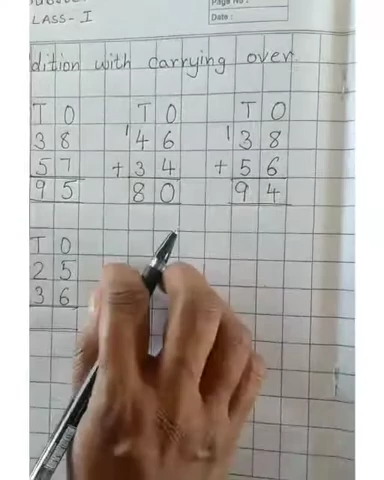 Page No :
LASS - I
Date :
dition with carrying over
T O T O T O
3 8 1 4 6 1 3 8
5 7 + 3 4 + 5 6
9 5 8 0 9 4
T O
2 5
3 6